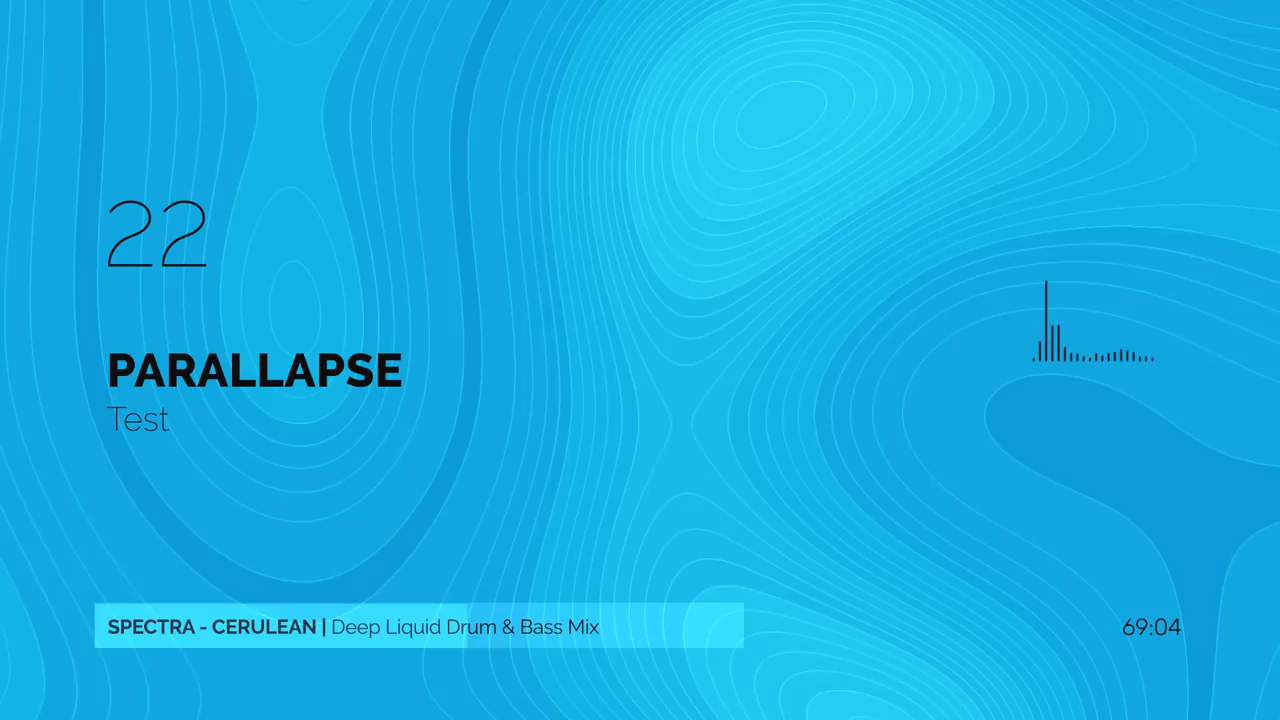 22
PARALLAPSE
Test
SPECTRA - CERULEAN | Deep Liquid Drum & Bass Mix
69:04